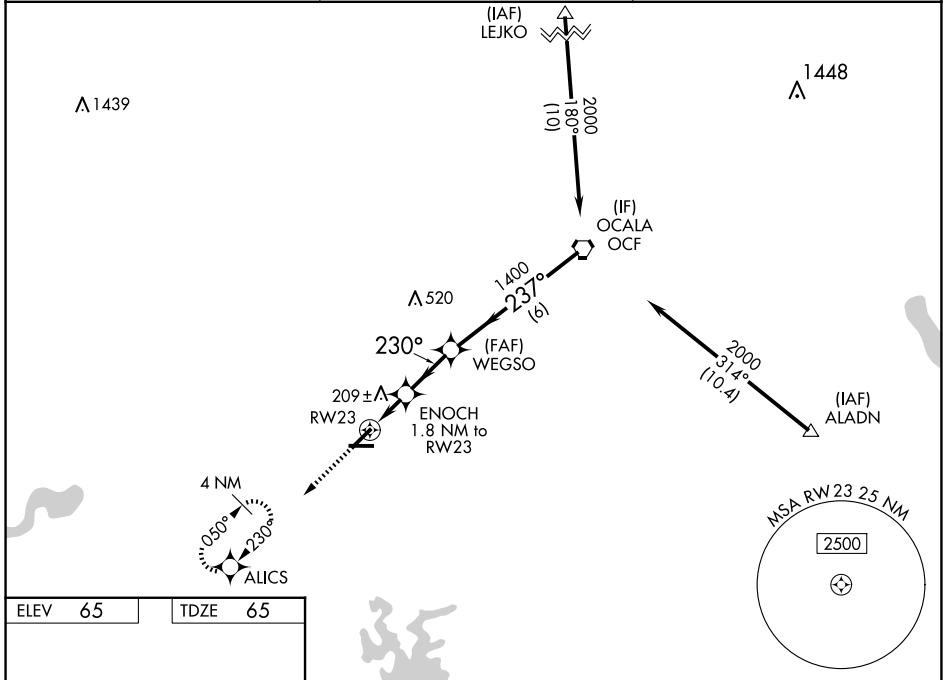 (IAF)
LEJKO
1439
1448
2000
180°
(10)
(IF)
OCALA
OCF
1400
237°
(6)
520
230°
(FAF)
WEGSO
2000
314°
(10.4)
(IAF)
ALADN
209±
RW23
ENOCH
1.8 NM to
RW23
4 NM
050°
230°
ALICS
MSA RW 23 25 NM
2500
ELEV 65
TDZE 65